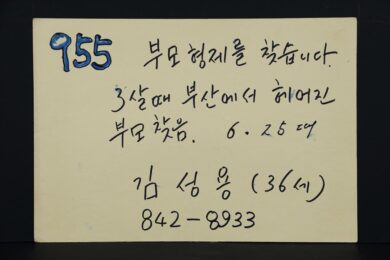 955 부모형제를 찾습니다.
3살때 부산에서 헤어진
부모 찾음. 6.25때
김성용 (36세)
842-8933